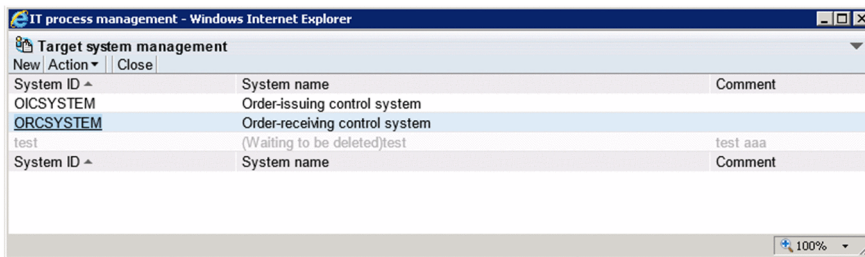 IT process management - Windows Internet Explorer
Target system management
New Action Close
System ID System name Comment
OICSYSTEM Order-issuing control system
ORCSYSTEM Order-receiving control system
test (Waiting to be deleted)test test aaa
System ID System name Comment
100%